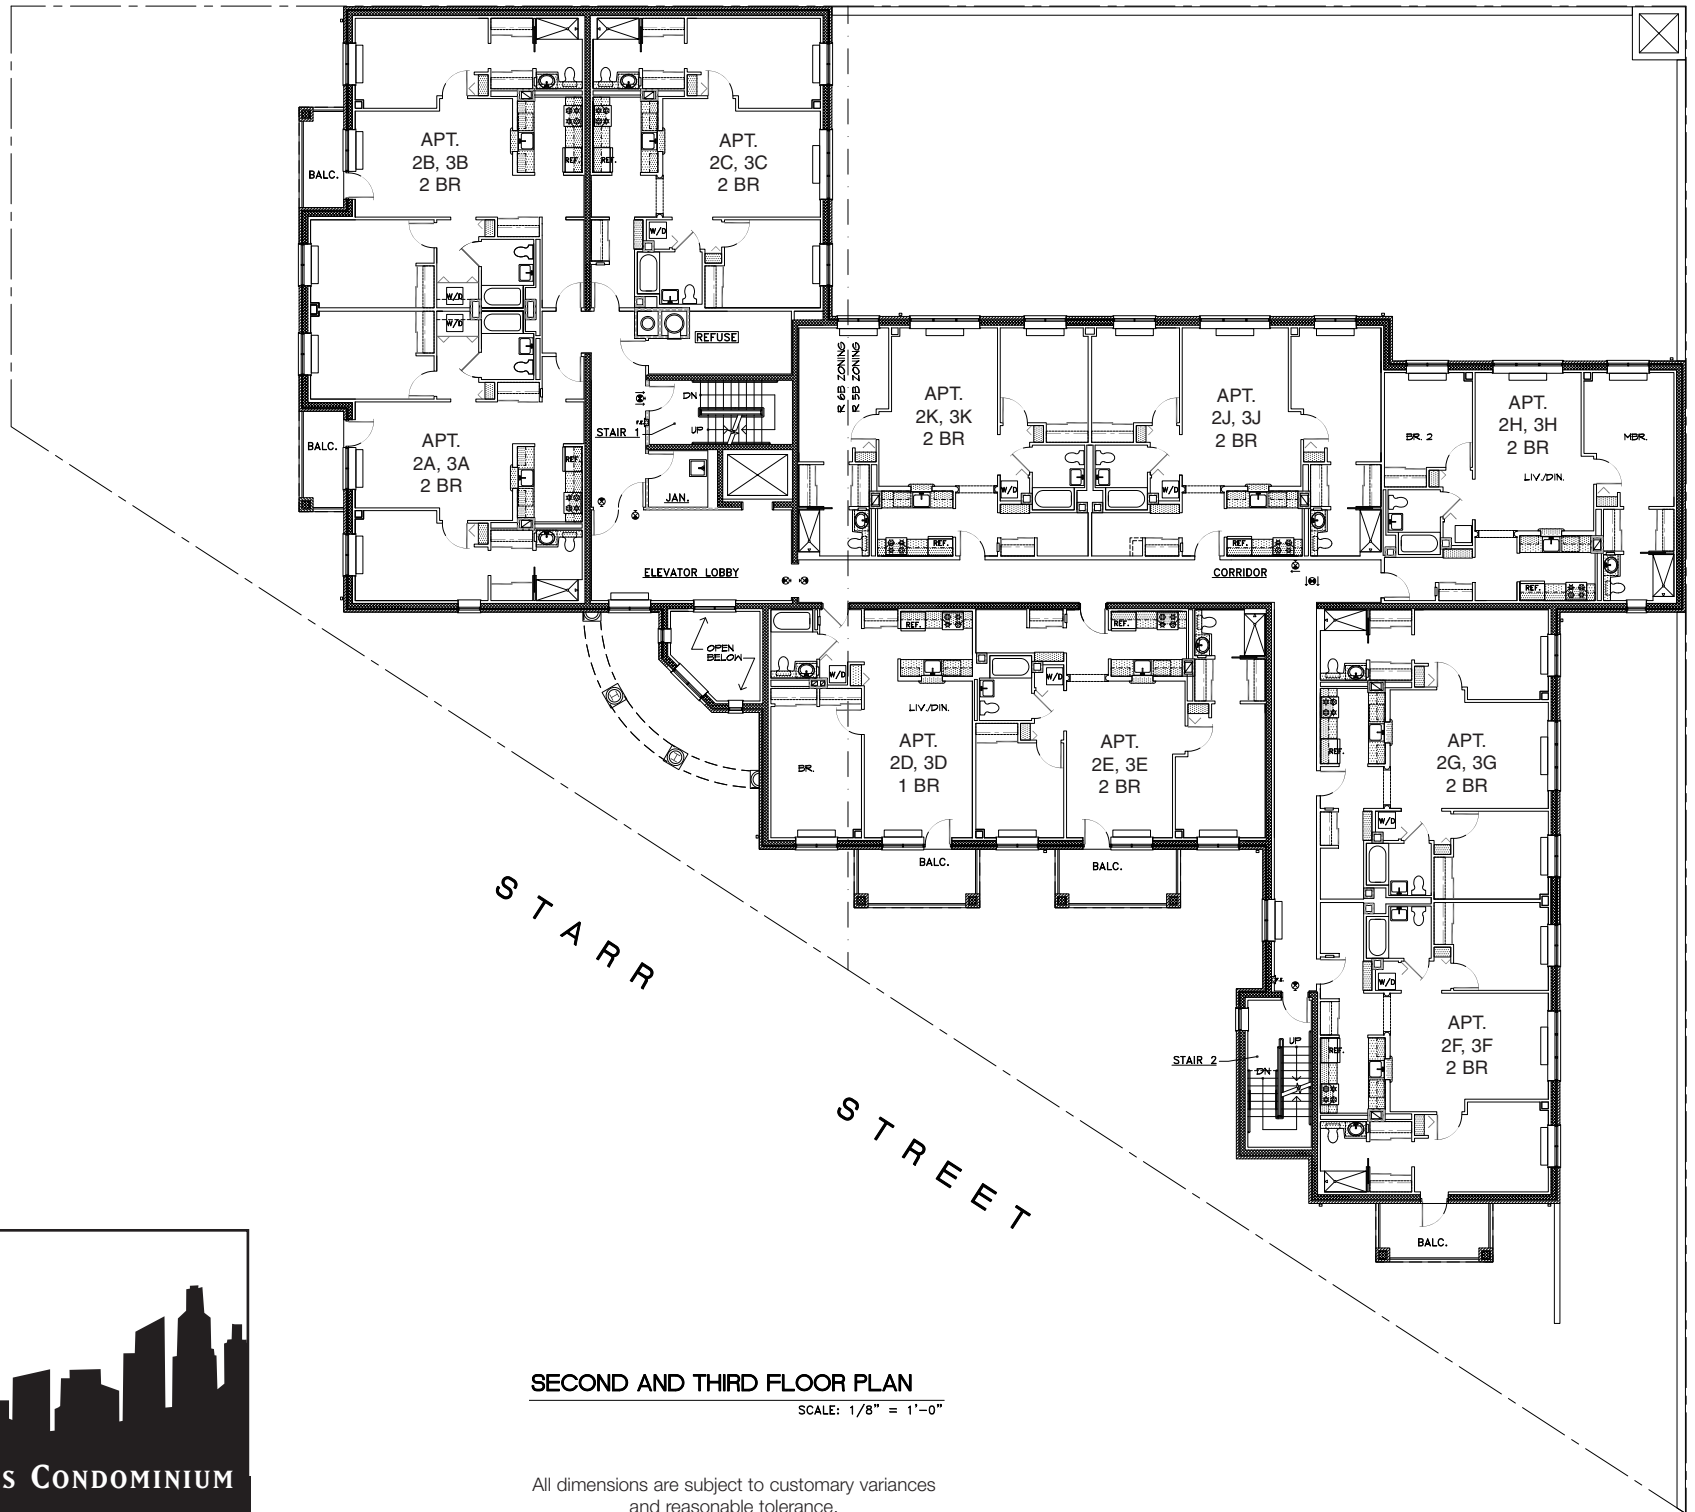 APT.
2B, 3B
2 BR
BALC.
REF.
REF.
APT.
2C, 3C
2 BR
W/D
W/D
W/D
REFUSE
BALC.
APT.
2A, 3A
2 BR
REF.
DN
UP
STAIR 1
JAN.
ELEVATOR LOBBY
R 6B ZONING
R 5B ZONING
APT.
2K, 3K
2 BR
W/D
REF.
APT.
2J, 3J
2 BR
W/D
REF.
CORRIDOR
BR. 2
APT.
2H, 3H
2 BR
LIV./DIN.
MBR.
REF.
OPEN
BELOW
W/D
REF.
LIV./DIN.
APT.
2D, 3D
1 BR
BR.
BALC.
REF.
W/D
APT.
2E, 3E
2 BR
BALC.
REF.
APT.
2G, 3G
2 BR
W/D
W/D
APT.
2F, 3F
2 BR
REF.
STAIR 2
UP
DN
BALC.
STARR
STREET
SECOND AND THIRD FLOOR PLAN
SCALE: 1/8" = 1'-0"
S CONDOMINIUM
All dimensions are subject to customary variances
and reasonable tolerance.